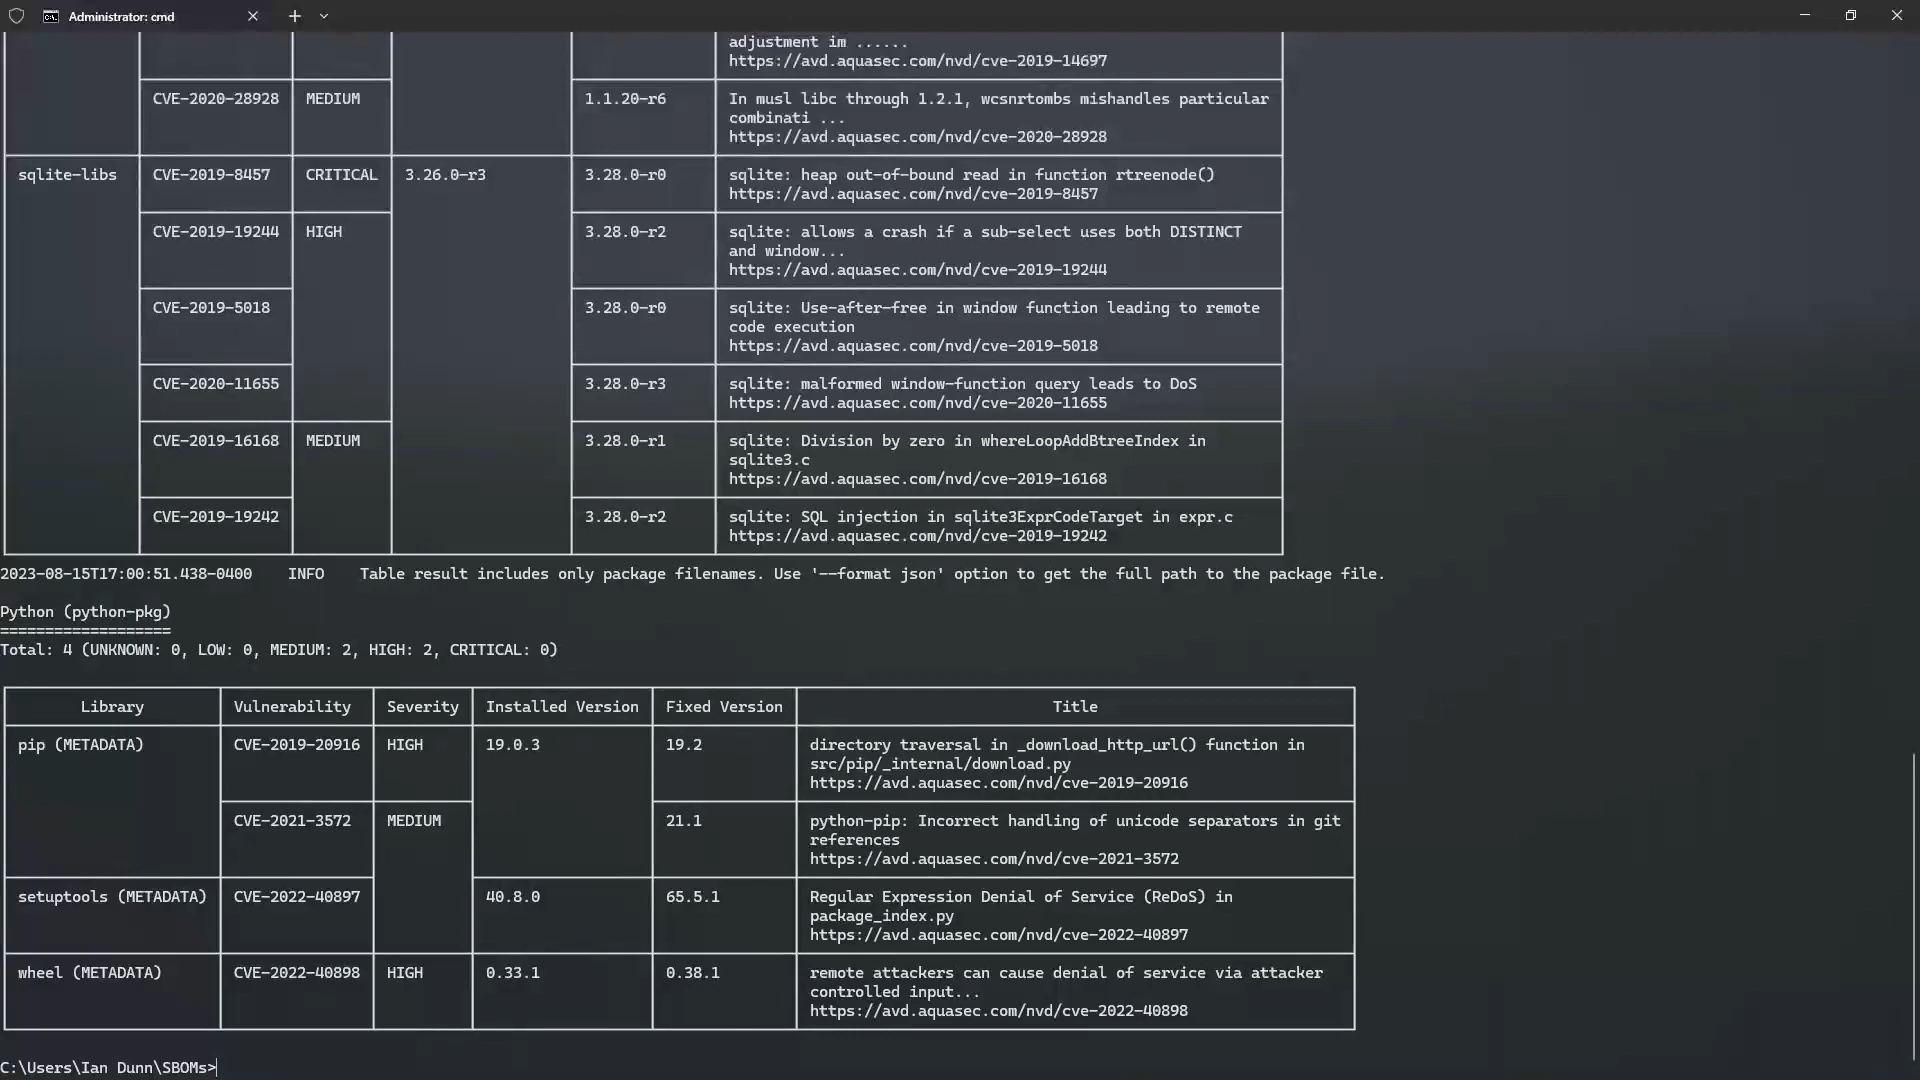 Administrator: cmd
adjustment im ......
https://avd.aquasec.com/nvd/cve-2019-14697
CVE-2020-28928 MEDIUM 1.1.20-r6 In musl libc through 1.2.1, wcsnrtombs mishandles particular
combinati ...
https://avd.aquasec.com/nvd/cve-2020-28928
sqlite-libs CVE-2019-8457 CRITICAL 3.26.0-r3 3.28.0-r0 sqlite: heap out-of-bound read in function rtreenode()
https://avd.aquasec.com/nvd/cve-2019-8457
CVE-2019-19244 HIGH 3.28.0-r2 sqlite: allows a crash if a sub-select uses both DISTINCT
and window...
https://avd.aquasec.com/nvd/cve-2019-19244
CVE-2019-5018 3.28.0-r0 sqlite: Use-after-free in window function leading to remote
code execution
https://avd.aquasec.com/nvd/cve-2019-5018
CVE-2020-11655 3.28.0-r3 sqlite: malformed window-function query leads to DoS
https://avd.aquasec.com/nvd/cve-2020-11655
CVE-2019-16168 MEDIUM 3.28.0-r1 sqlite: Division by zero in whereLoopAddBtreeIndex in
sqlite3.c
https://avd.aquasec.com/nvd/cve-2019-16168
CVE-2019-19242 3.28.0-r2 sqlite: SQL injection in sqlite3ExprCodeTarget in expr.c
https://avd.aquasec.com/nvd/cve-2019-19242
2023-08-15T17:00:51.438-0400 INFO Table result includes only package filenames. Use '--format json' option to get the full path to the package file.
Python (python-pkg)
===================
Total: 4 (UNKNOWN: 0, LOW: 0, MEDIUM: 2, HIGH: 2, CRITICAL: 0)
Library Vulnerability Severity Installed Version Fixed Version Title
pip (METADATA) CVE-2019-20916 HIGH 19.0.3 19.2 directory traversal in _download_http_url() function in
src/pip/_internal/download.py
https://avd.aquasec.com/nvd/cve-2019-20916
CVE-2021-3572 MEDIUM 21.1 python-pip: Incorrect handling of unicode separators in git
references
https://avd.aquasec.com/nvd/cve-2021-3572
setuptools (METADATA) CVE-2022-40897 40.8.0 65.5.1 Regular Expression Denial of Service (ReDoS) in
package_index.py
https://avd.aquasec.com/nvd/cve-2022-40897
wheel (METADATA) CVE-2022-40898 HIGH 0.33.1 0.38.1 remote attackers can cause denial of service via attacker
controlled input...
https://avd.aquasec.com/nvd/cve-2022-40898
C:\Users\Ian Dunn\SBOMs>